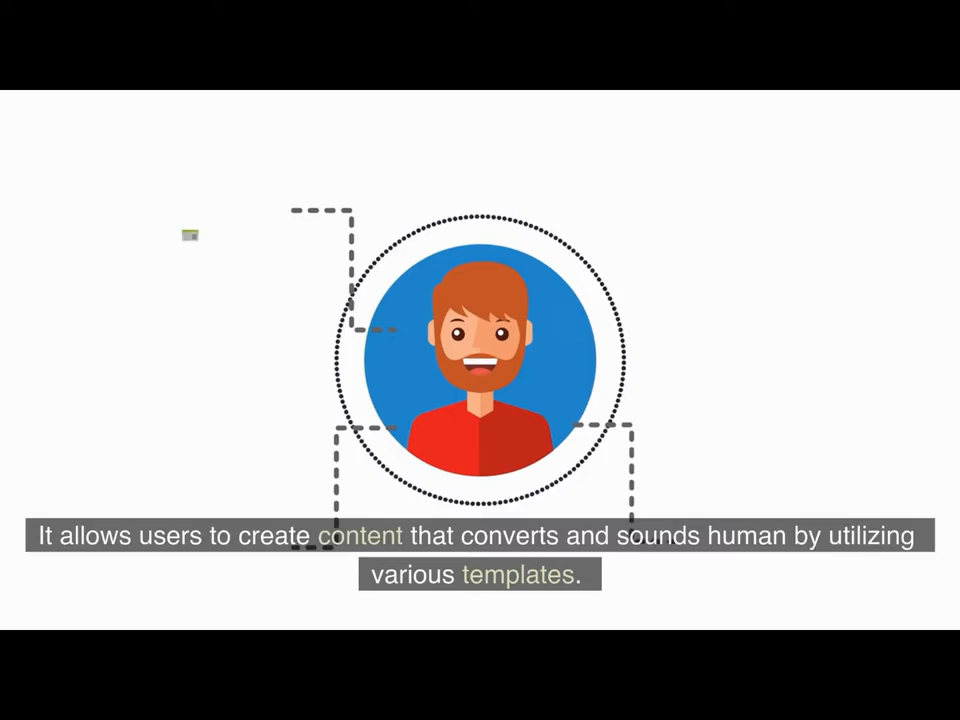 It allows users to create content that converts and sounds human by utilizing
various templates.